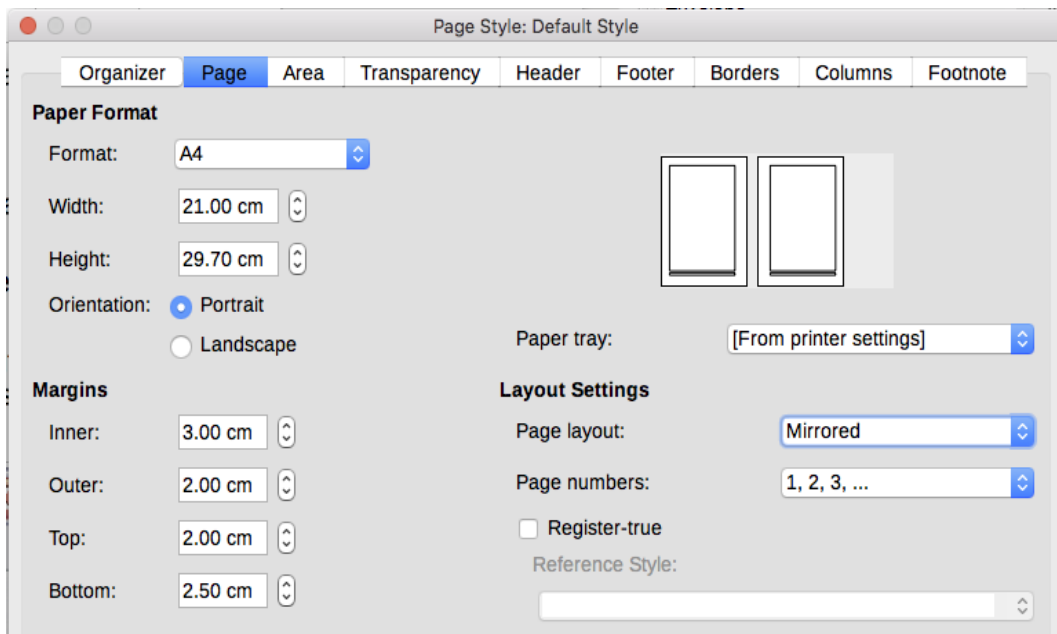 Page Style: Default Style
Organizer Page Area Transparency Header Footer Borders Columns Footnote
Paper Format
Format: A4
Width: 21.00 cm
Height: 29.70 cm
Orientation: Portrait
Landscape
Paper tray: [From printer settings]
Margins
Inner: 3.00 cm
Outer: 2.00 cm
Top: 2.00 cm
Bottom: 2.50 cm
Layout Settings
Page layout: Mirrored
Page numbers: 1, 2, 3, ...
Register-true
Reference Style: